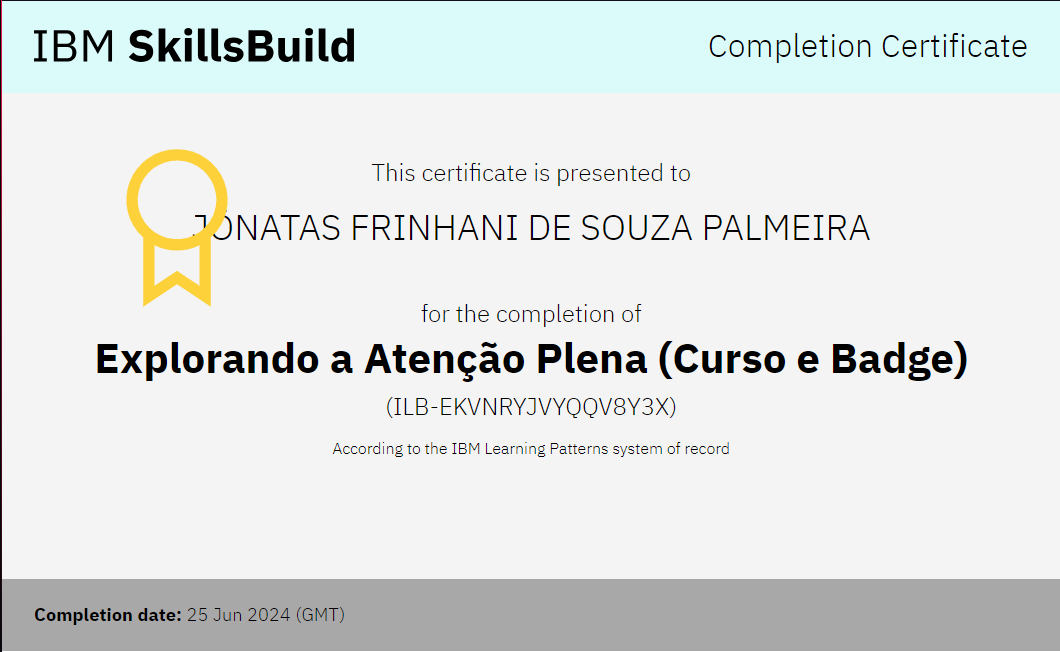 IBM SkillsBuild
Completion Certificate
This certificate is presented to
JONATAS FRINHANI DE SOUZA PALMEIRA
for the completion of
Explorando a Atenção Plena (Curso e Badge)
(ILB-EKVNRYJVYQQV8Y3X)
According to the IBM Learning Patterns system of record
Completion date: 25 Jun 2024 (GMT)